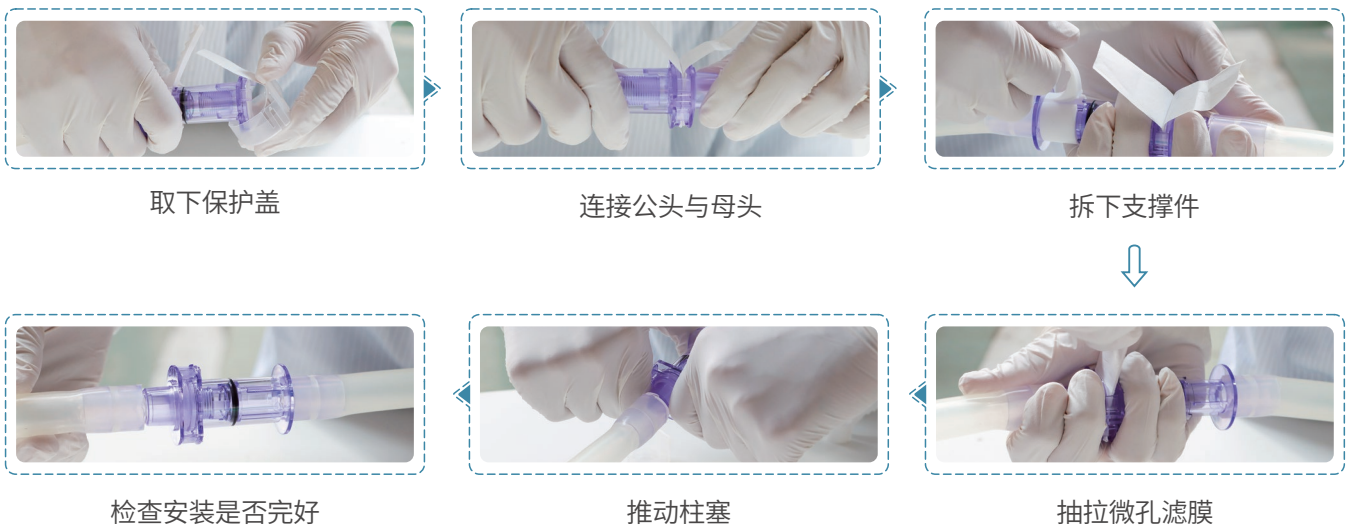 取下保护盖
连接公头与母头
拆下支撑件
检查安装是否完好
推动柱塞
抽拉微孔滤膜